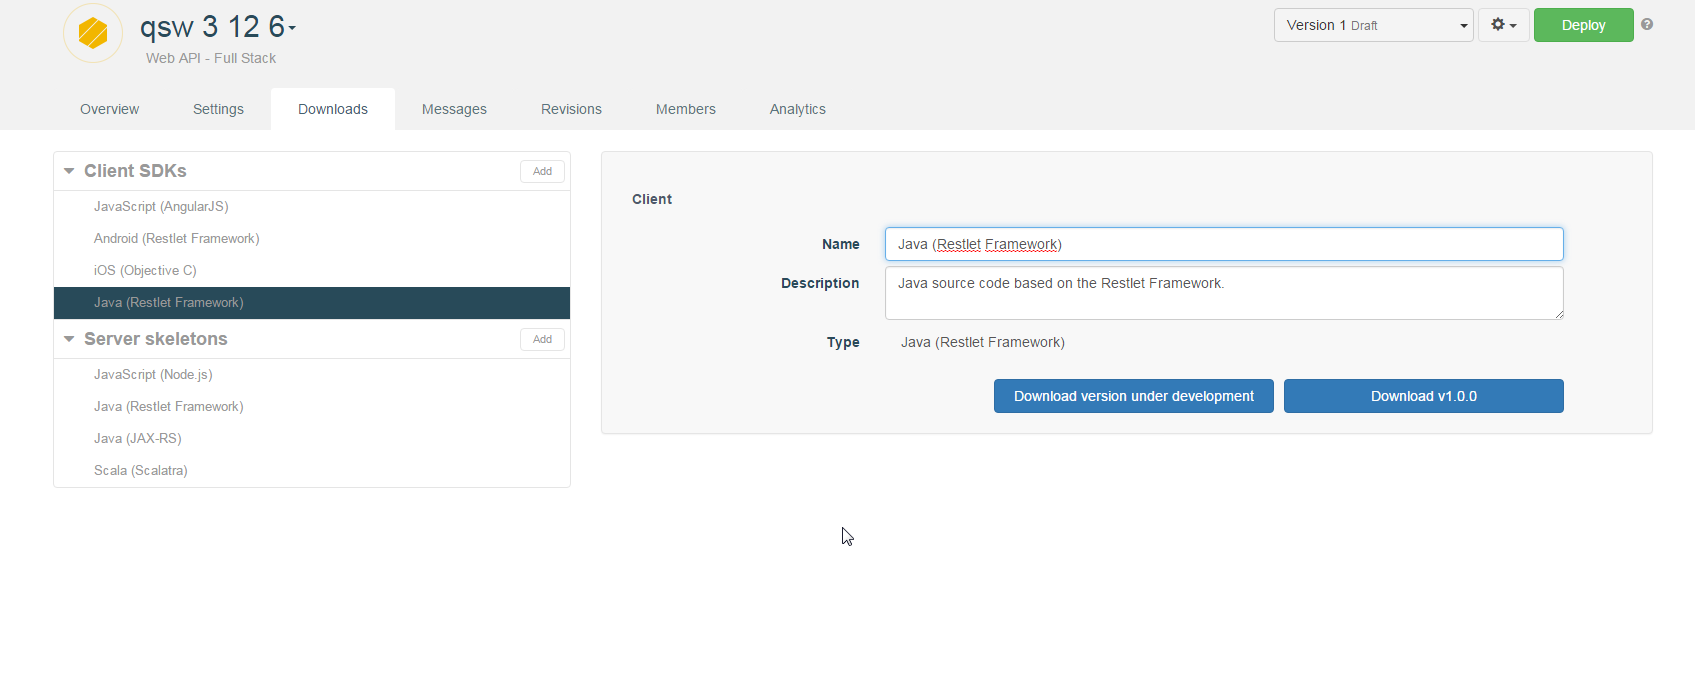 qsw 3 12 6
Web API - Full Stack
Version 1 Draft
Deploy
Overview
Settings
Downloads
Messages
Revisions
Members
Analytics
Client SDKs
Add
JavaScript (AngularJS)
Android (Restlet Framework)
iOS (Objective C)
Java (Restlet Framework)
Server skeletons
Add
JavaScript (Node.js)
Java (Restlet Framework)
Java (JAX-RS)
Scala (Scalatra)
Client
Name
Java (Restlet Framework)
Description
Java source code based on the Restlet Framework.
Type
Java (Restlet Framework)
Download version under development
Download v1.0.0